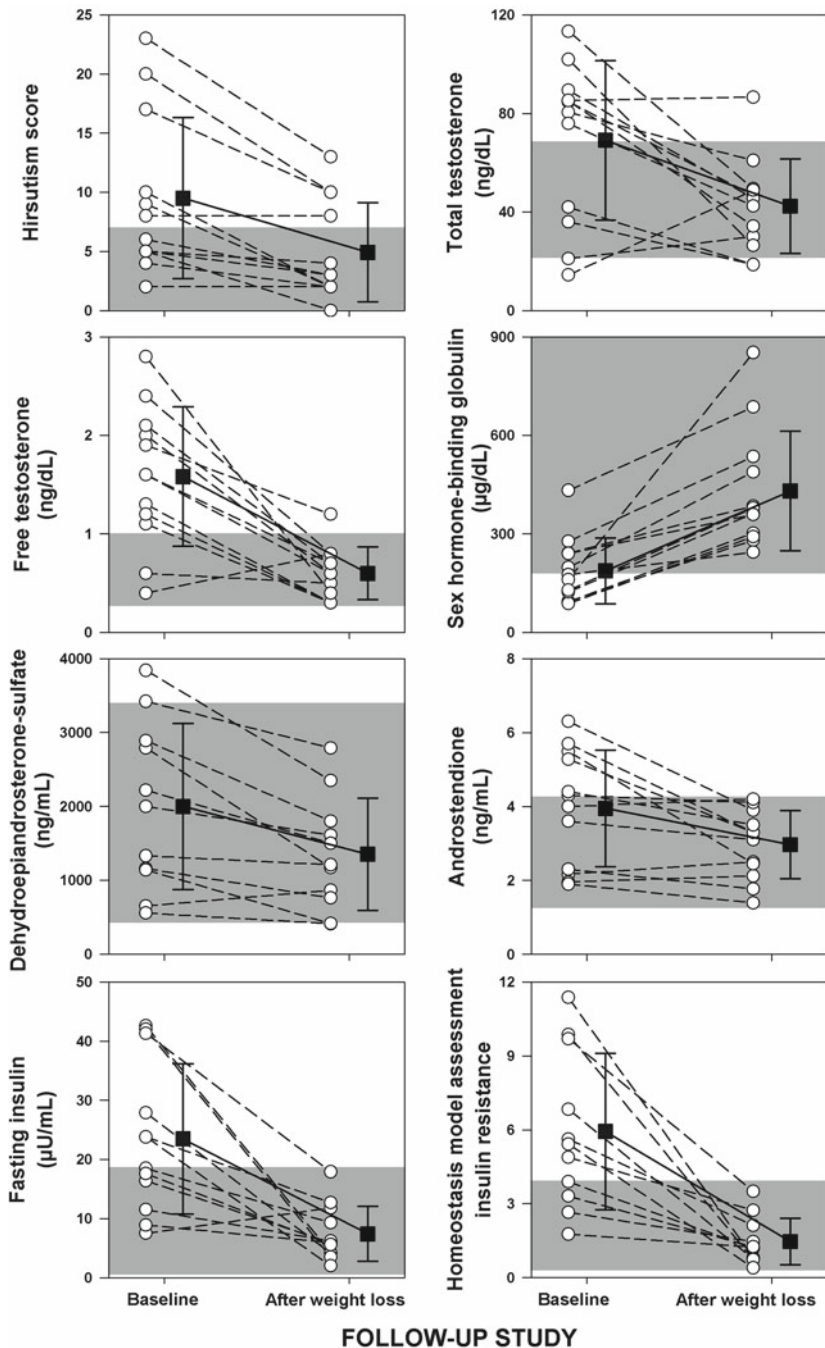 Hirsutism score
25
20
15
10
5
0
Total testosterone
(ng/dL)
120
80
40
0
Free testosterone
(ng/dL)
3
2
1
0
Sex hormone-binding globulin
(µg/dL)
900
600
300
0
Dehydroepiandrosterone-sulfate
(ng/mL)
4000
3000
2000
1000
0
Androstendione
(ng/mL)
8
6
4
2
0
Fasting insulin
(µU/mL)
50
40
30
20
10
0
Baseline After weight loss
Homeostasis model assessment
insulin resistance
12
9
6
3
0
Baseline After weight loss
FOLLOW-UP STUDY